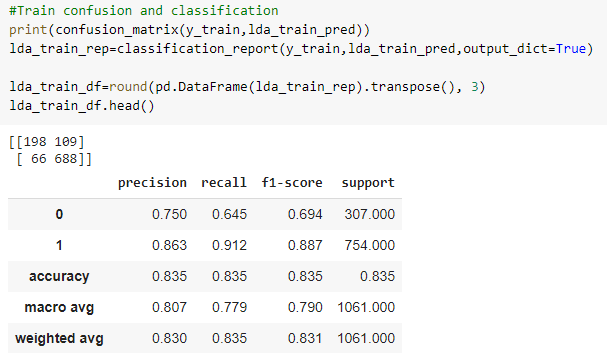 #Train confusion and classification
print(confusion_matrix(y_train,lda_train_pred))
lda_train_rep=classification_report(y_train,lda_train_pred,output_dict=True)
lda_train_df=round(pd.DataFrame(lda_train_rep).transpose(), 3)
lda_train_df.head()
[[198 109]
[ 66 688]]
precision recall f1-score support
0 0.750 0.645 0.694 307.000
1 0.863 0.912 0.887 754.000
accuracy 0.835 0.835 0.835 0.835
macro avg 0.807 0.779 0.790 1061.000
weighted avg 0.830 0.835 0.831 1061.000